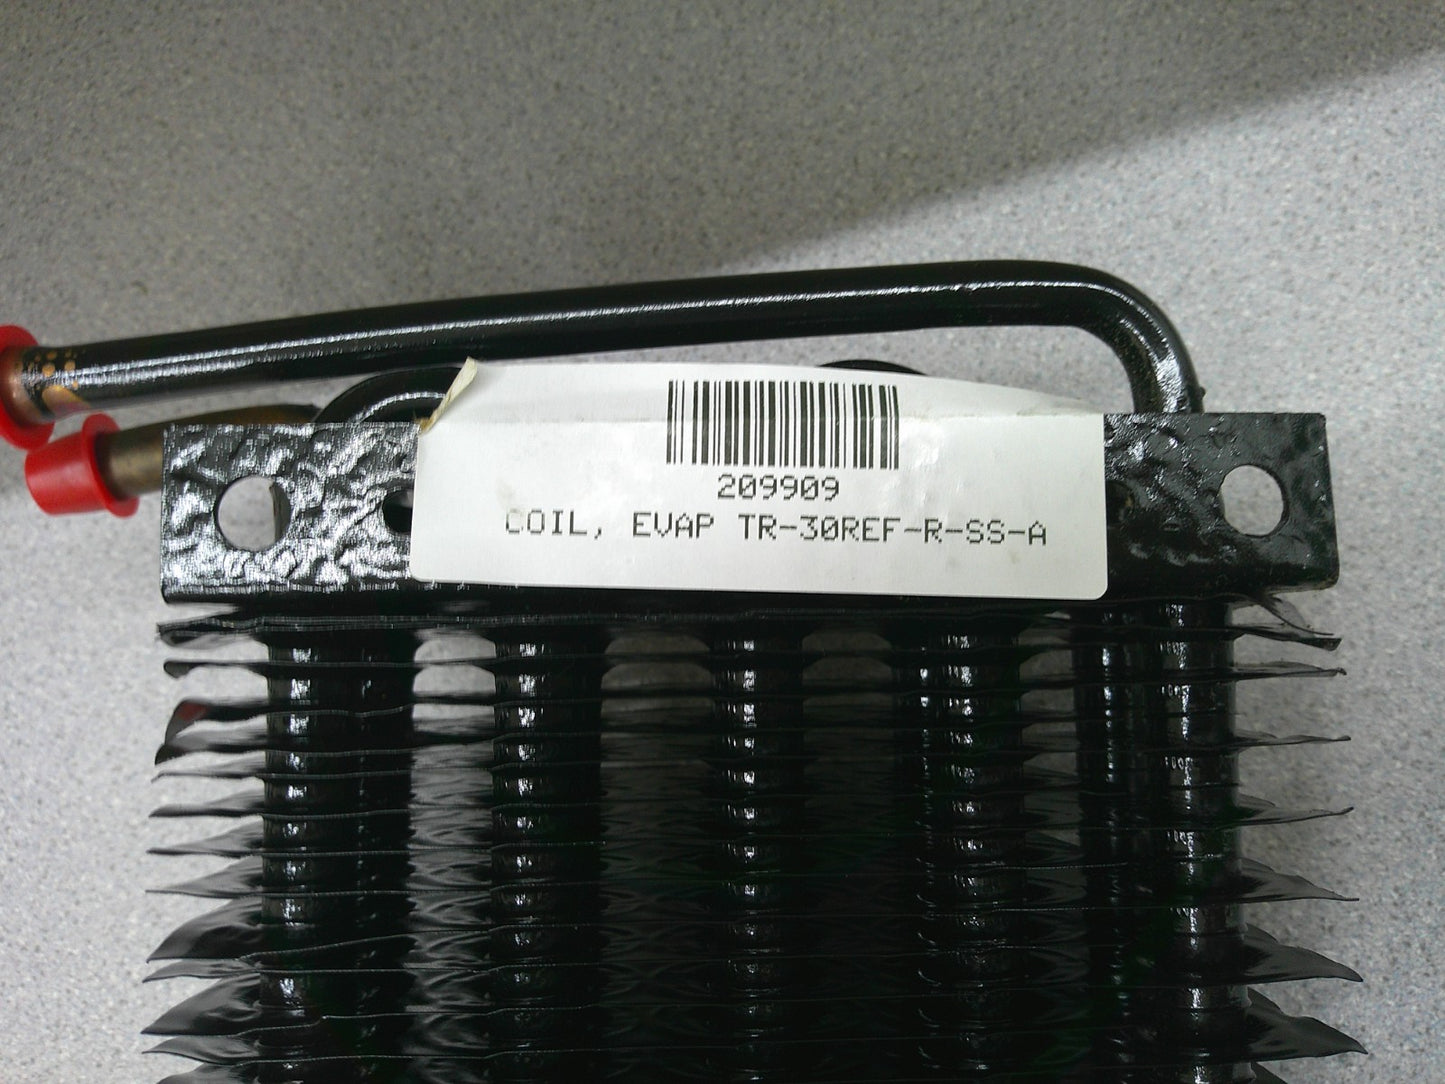 209909
COIL, EVAP TR-30REF-R-SS-A